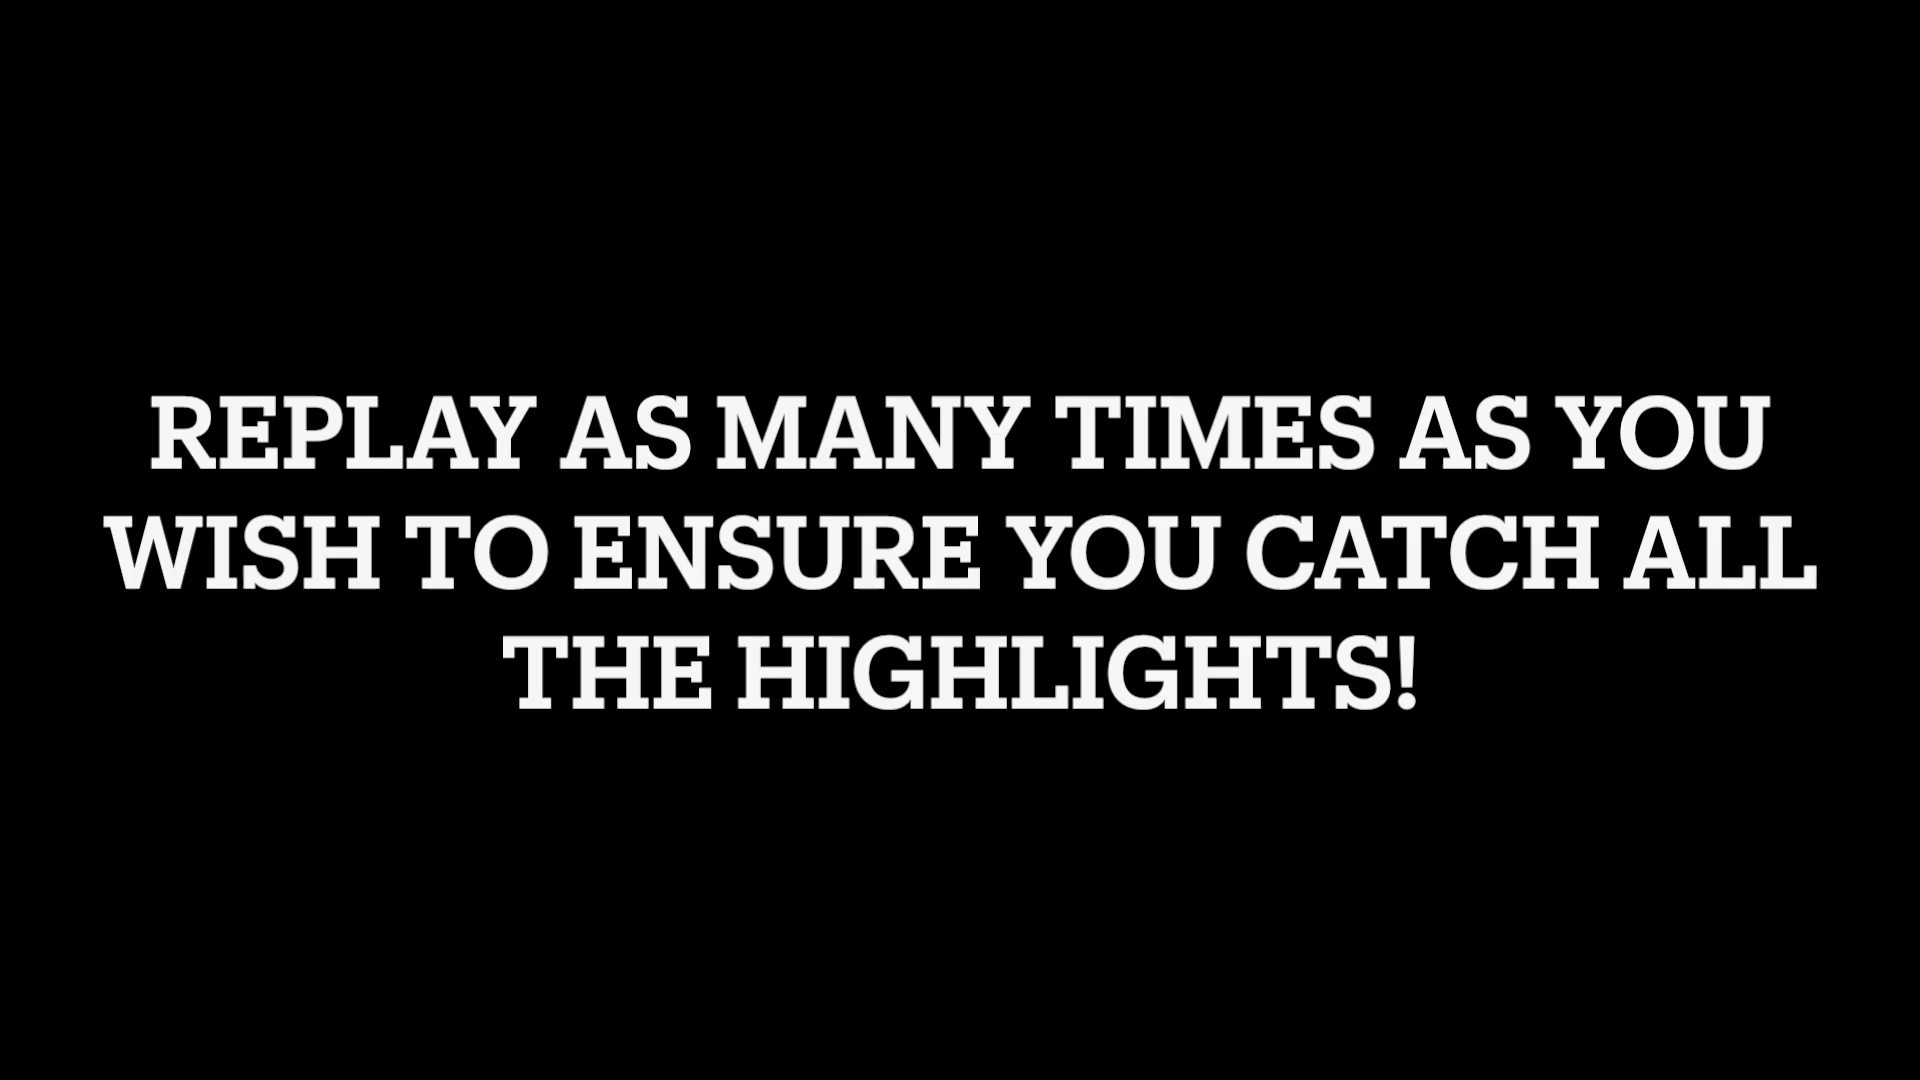 REPLAY AS MANY TIMES AS YOU
WISH TO ENSURE YOU CATCH ALL
THE HIGHLIGHTS!